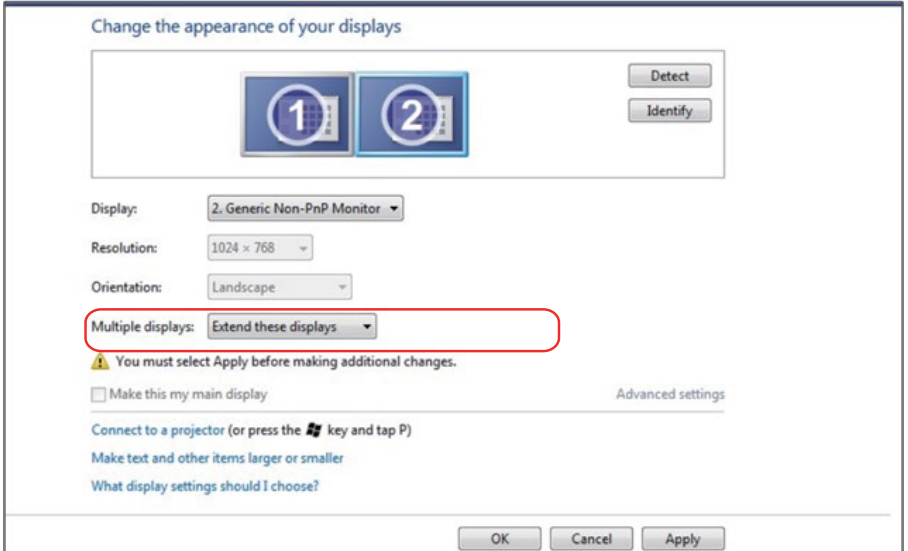 Change the appearance of your displays
1 2
Detect
Identify
Display: 2. Generic Non-PnP Monitor
Resolution: 1024 × 768
Orientation: Landscape
Multiple displays: Extend these displays
You must select Apply before making additional changes.
Make this my main display Advanced settings
Connect to a projector (or press the key and tap P)
Make text and other items larger or smaller
What display settings should I choose?
OK Cancel Apply